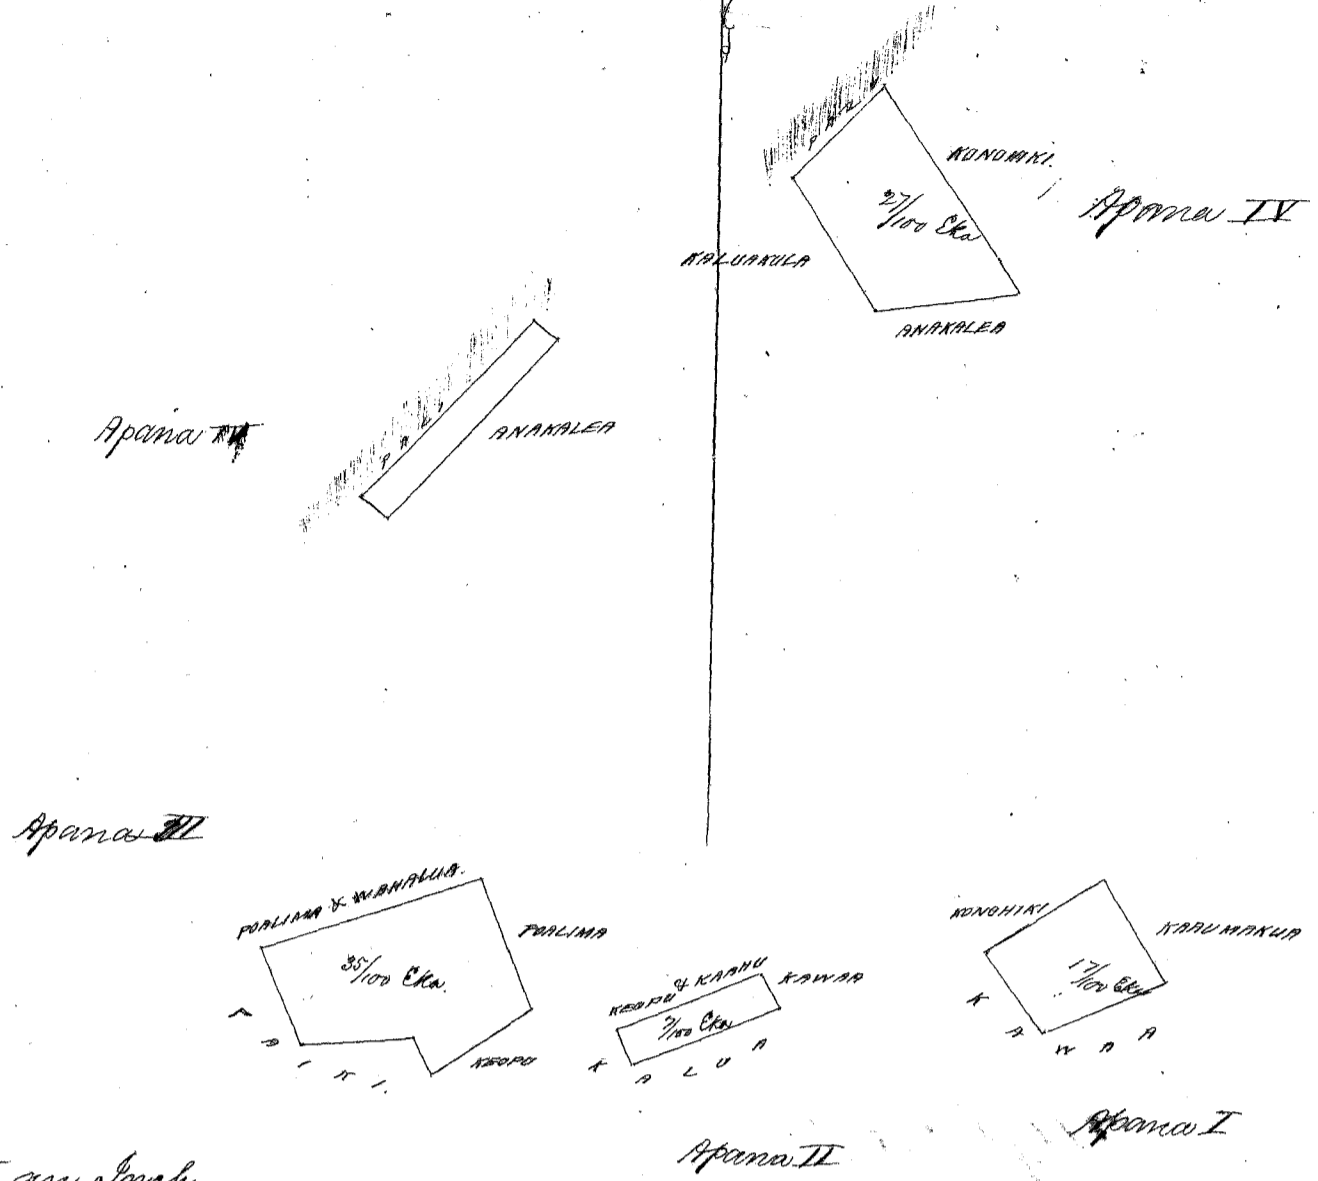 PALI
KONOHIKI.
27/100 Eka
Apana IV
KALUAKULA
ANAKALEA
PALI
ANAKALEA
Apana
Apana III
POALIMA & WAHALUA.
POALIMA
35/100 Eka.
KEOPU
KEOPU & KAAHU
KAWAA
7/100 Eka
KALUA
KONOHIKI
KAAUMAKUA
17/100 Eka
KAWAA
Apana I
Apana II